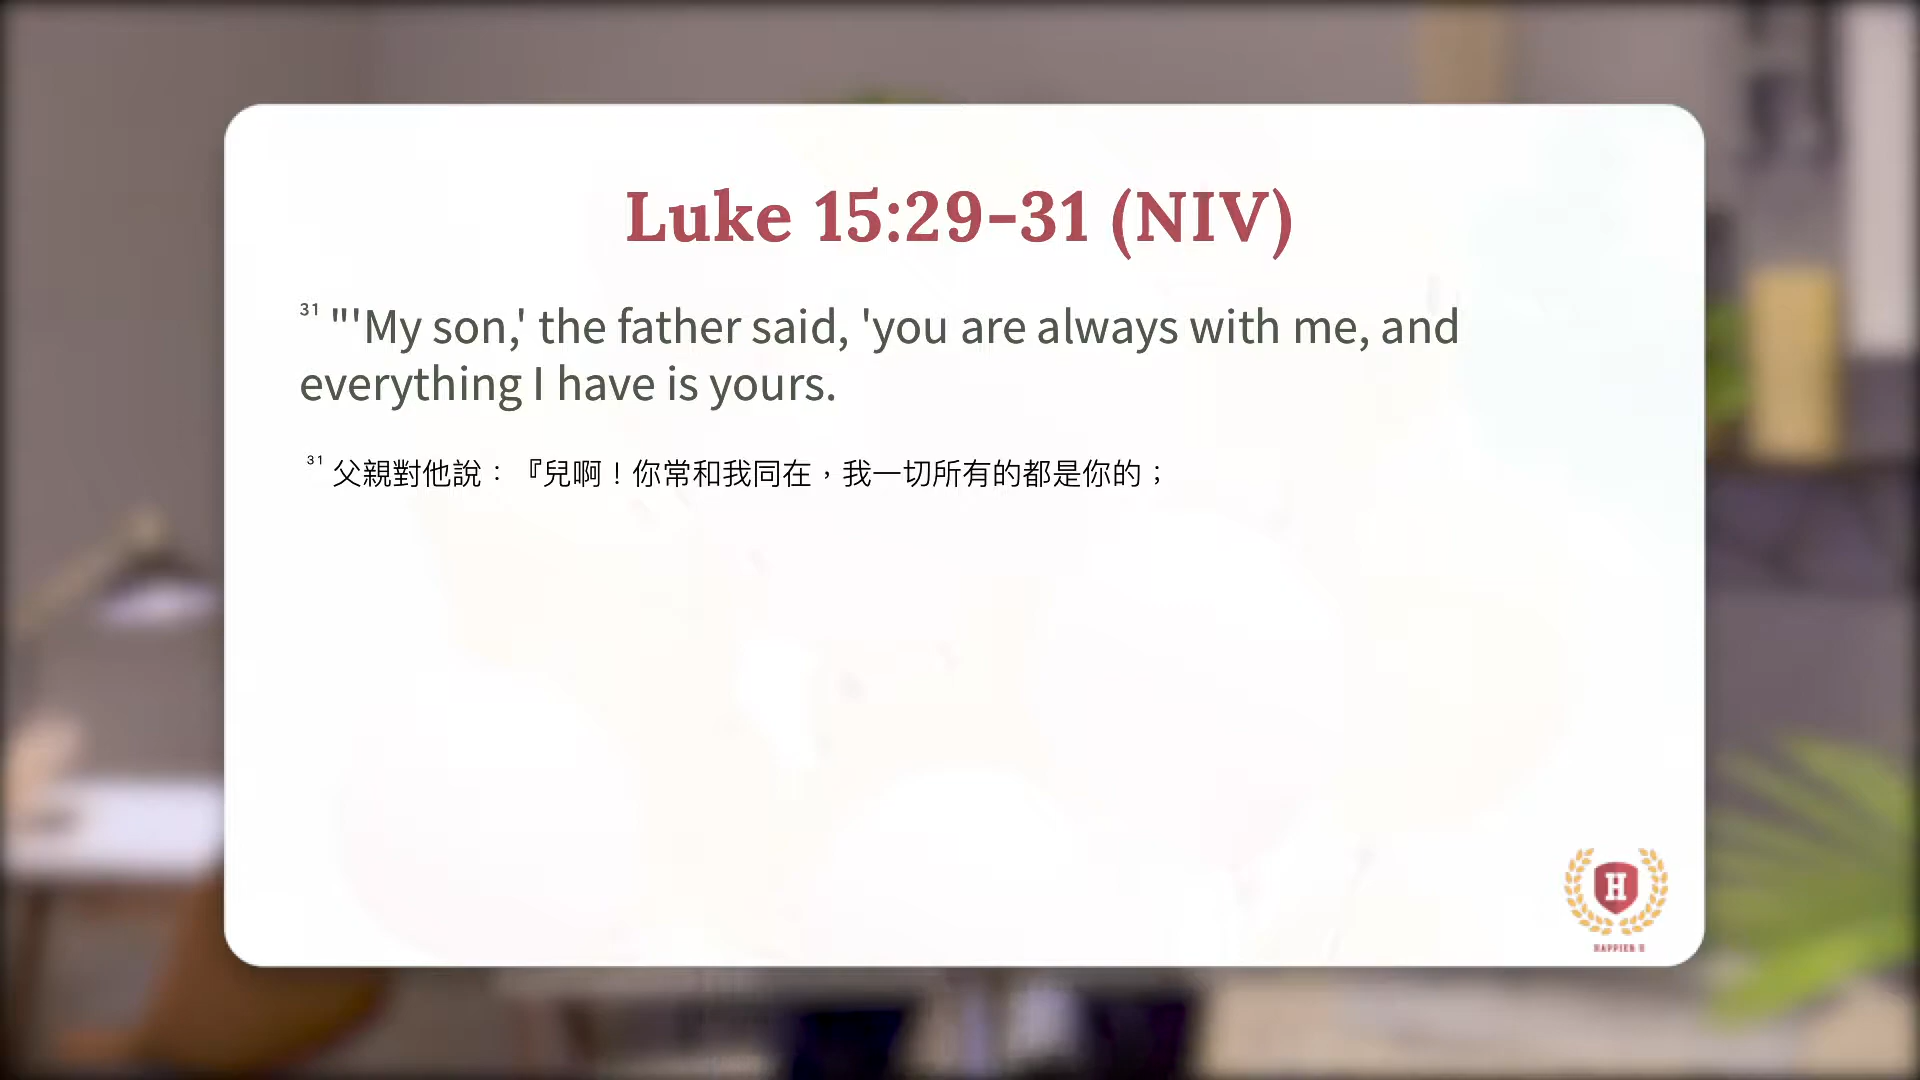 Luke 15:29-31 (NIV)
31 "'My son,' the father said, 'you are always with me, and
everything I have is yours.
31 父親對他說：『兒啊！你常和我同在，我一切所有的都是你的；
H
HAPPIER U